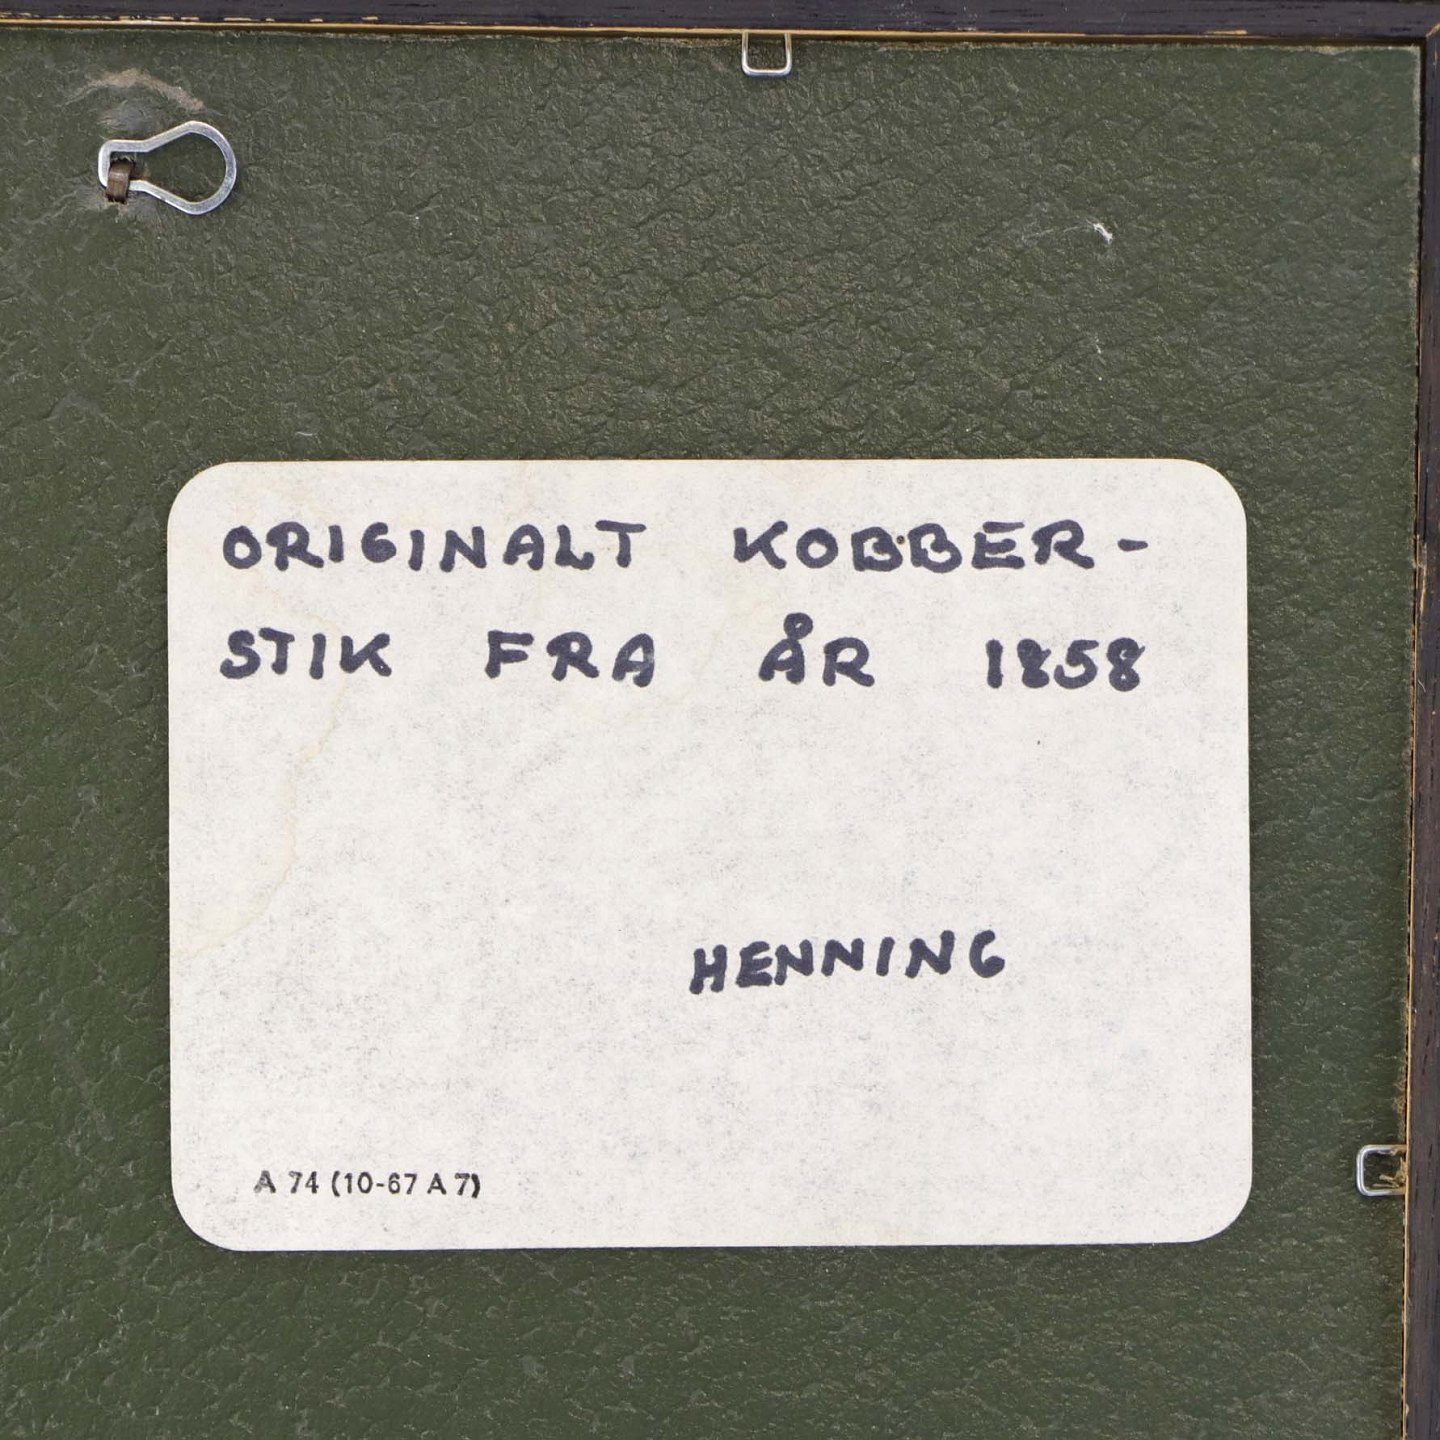 ORIGINALT KOBBER-
STIK FRA ÅR 1858
HENNING
A 74 (10-67 A 7)